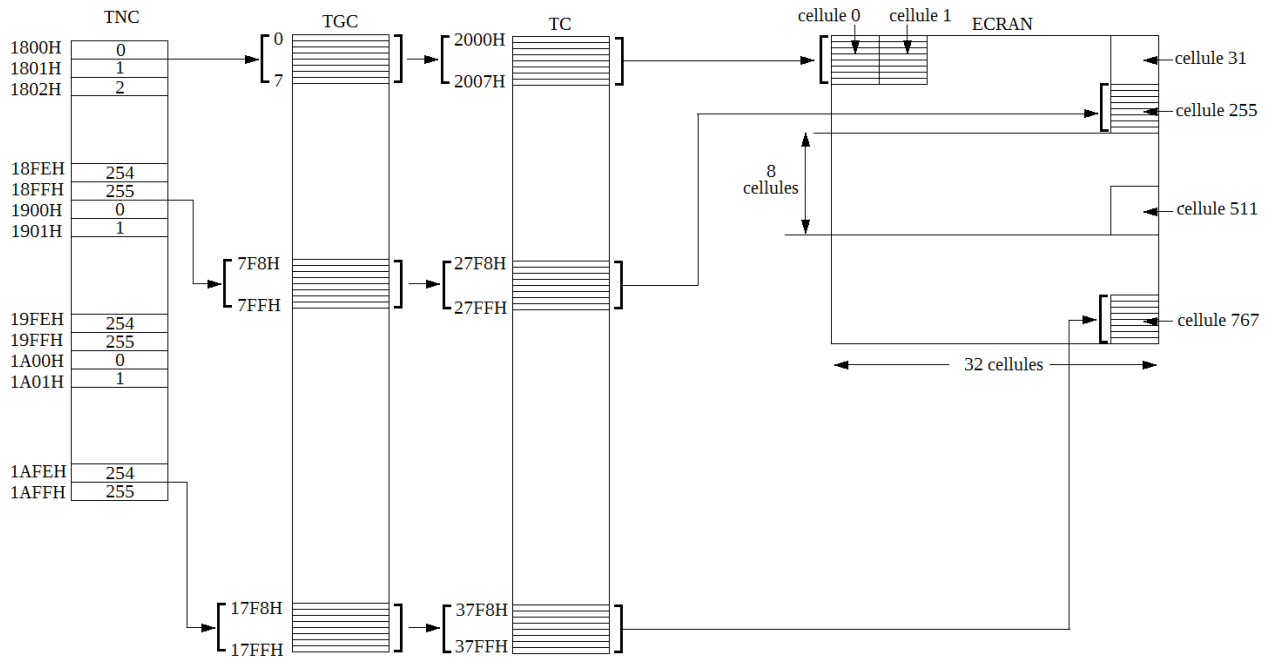 TNC
TGC
TC
ECRAN
cellule 0
cellule 1
1800H
0
1801H
1
1802H
2
0
7
2000H
2007H
cellule 31
cellule 255
18FEH
254
18FFH
255
1900H
0
1901H
1
8
cellules
cellule 511
7F8H
7FFH
27F8H
27FFH
19FEH
254
19FFH
255
1A00H
0
1A01H
1
cellule 767
32 cellules
1AFEH
254
1AFFH
255
17F8H
17FFH
37F8H
37FFH